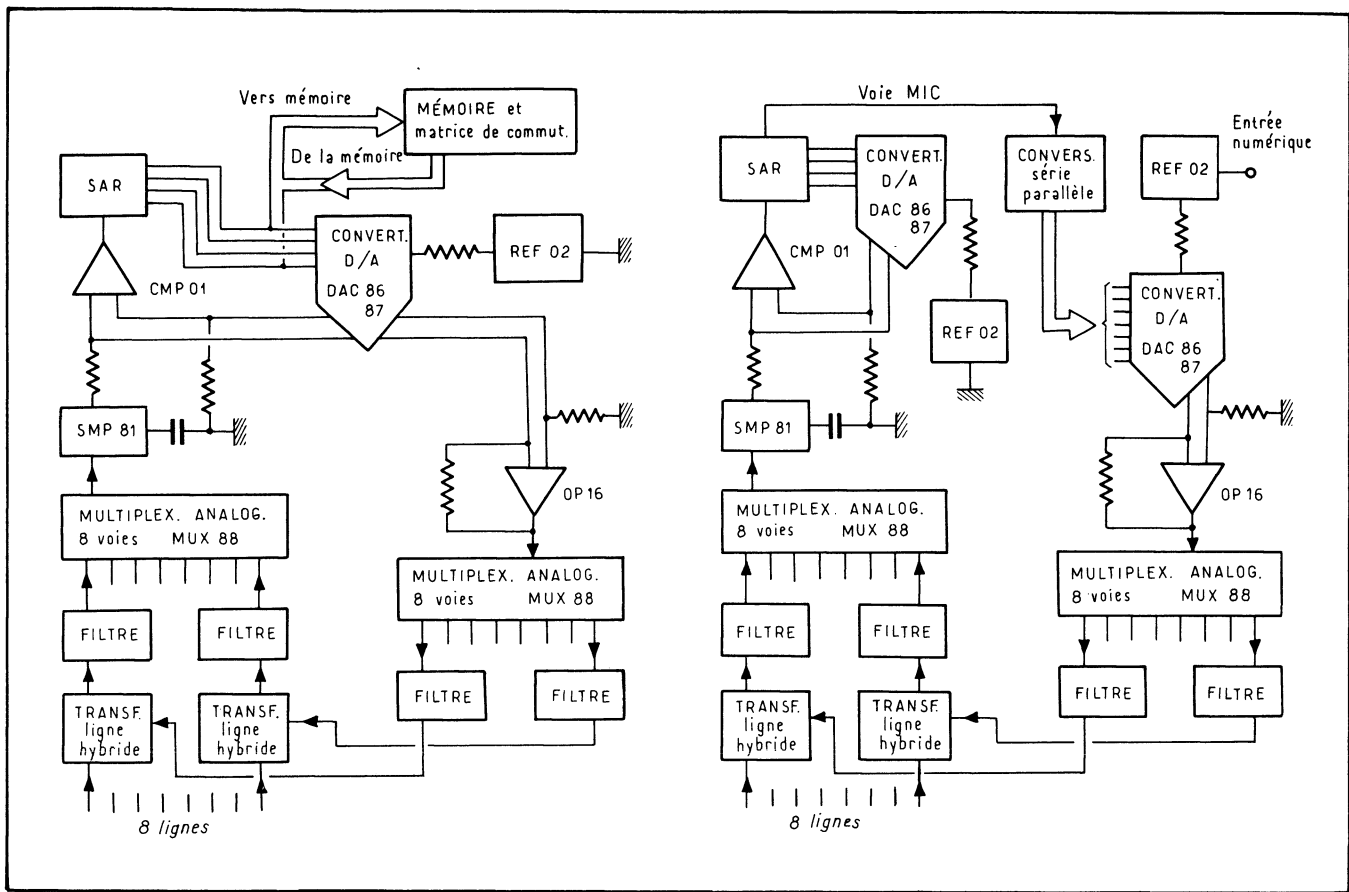 Vers mémoire
MÉMOIRE et
matrice de commut.
De la mémoire
SAR
CONVERT.
D/A
DAC 86
87
REF 02
CMP 01
SMP 81
OP 16
MULTIPLEX. ANALOG.
8 voies MUX 88
MULTIPLEX. ANALOG.
8 voies MUX 88
FILTRE
FILTRE
FILTRE
FILTRE
TRANSF.
ligne
hybride
TRANSF.
ligne
hybride
8 lignes
Voie MIC
SAR
CONVERT.
D/A
DAC 86
87
CONVERS.
série
parallèle
REF 02
Entrée
numérique
CMP 01
REF 02
CONVERT.
D/A
DAC 86
87
SMP 81
OP 16
MULTIPLEX. ANALOG.
8 voies MUX 88
MULTIPLEX. ANALOG.
8 voies MUX 88
FILTRE
FILTRE
FILTRE
FILTRE
TRANSF.
ligne
hybride
TRANSF.
ligne
hybride
8 lignes